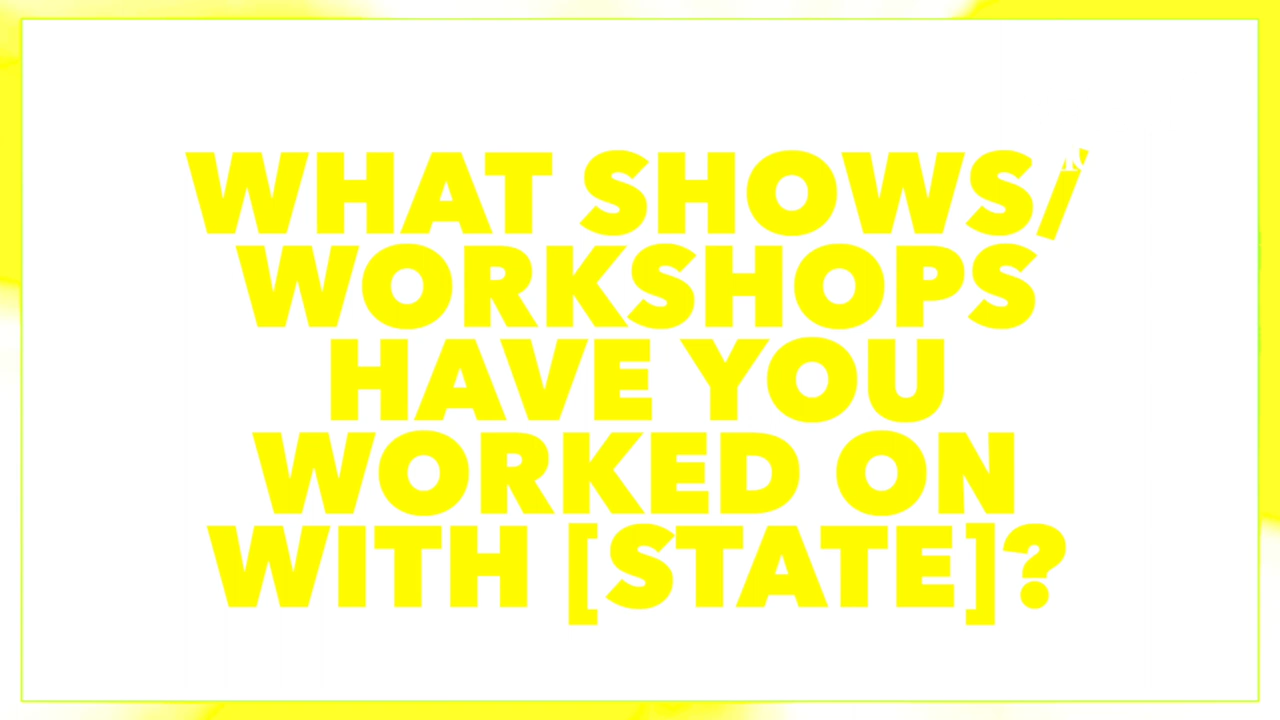 WHAT SHOWS/
WORKSHOPS
HAVE YOU
WORKED ON
WITH [STATE]?